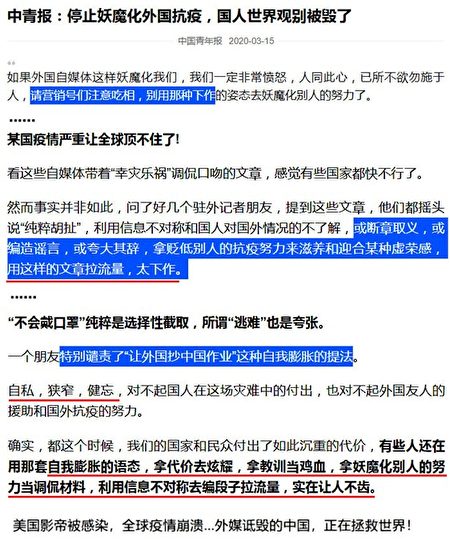 中青报：停止妖魔化外国抗疫，国人世界观别被毁了
中国青年报 2020-03-15
如果外国自媒体这样妖魔化我们，我们一定非常愤怒，人同此心，己所不欲勿施于
人，请营销号们注意吃相，别用那种下作的姿态去妖魔化别人的努力了。
……
某国疫情严重让全球顶不住了!
看这些自媒体带着“幸灾乐祸”调侃口吻的文章，感觉有些国家都快不行了。
然而事实并非如此，问了好几个驻外记者朋友，提到这些文章，他们都摇头
说“纯粹胡扯”，利用信息不对称和国人对国外情况的不了解，或断章取义，或
编造谣言，或夸大其辞，拿贬低别人的抗疫努力来滋养和迎合某种虚荣感，
用这样的文章拉流量，太下作。
……
“不会戴口罩”纯粹是选择性截取，所谓“逃难”也是夸张。
一个朋友特别谴责了“让外国抄中国作业”这种自我膨胀的提法。
自私，狭窄，健忘，对不起国人在这场灾难中的付出，也对不起外国友人的
援助和国外抗疫的努力。
确实，都这个时候，我们的国家和民众付出了如此沉重的代价，有些人还在
用那套自我膨胀的语态，拿代价去炫耀，拿教训当鸡血，拿妖魔化别人的努
力当调侃材料，利用信息不对称去编段子拉流量，实在让人不齿。
美国影帝被感染，全球疫情崩溃...外媒诋毁的中国，正在拯救世界！